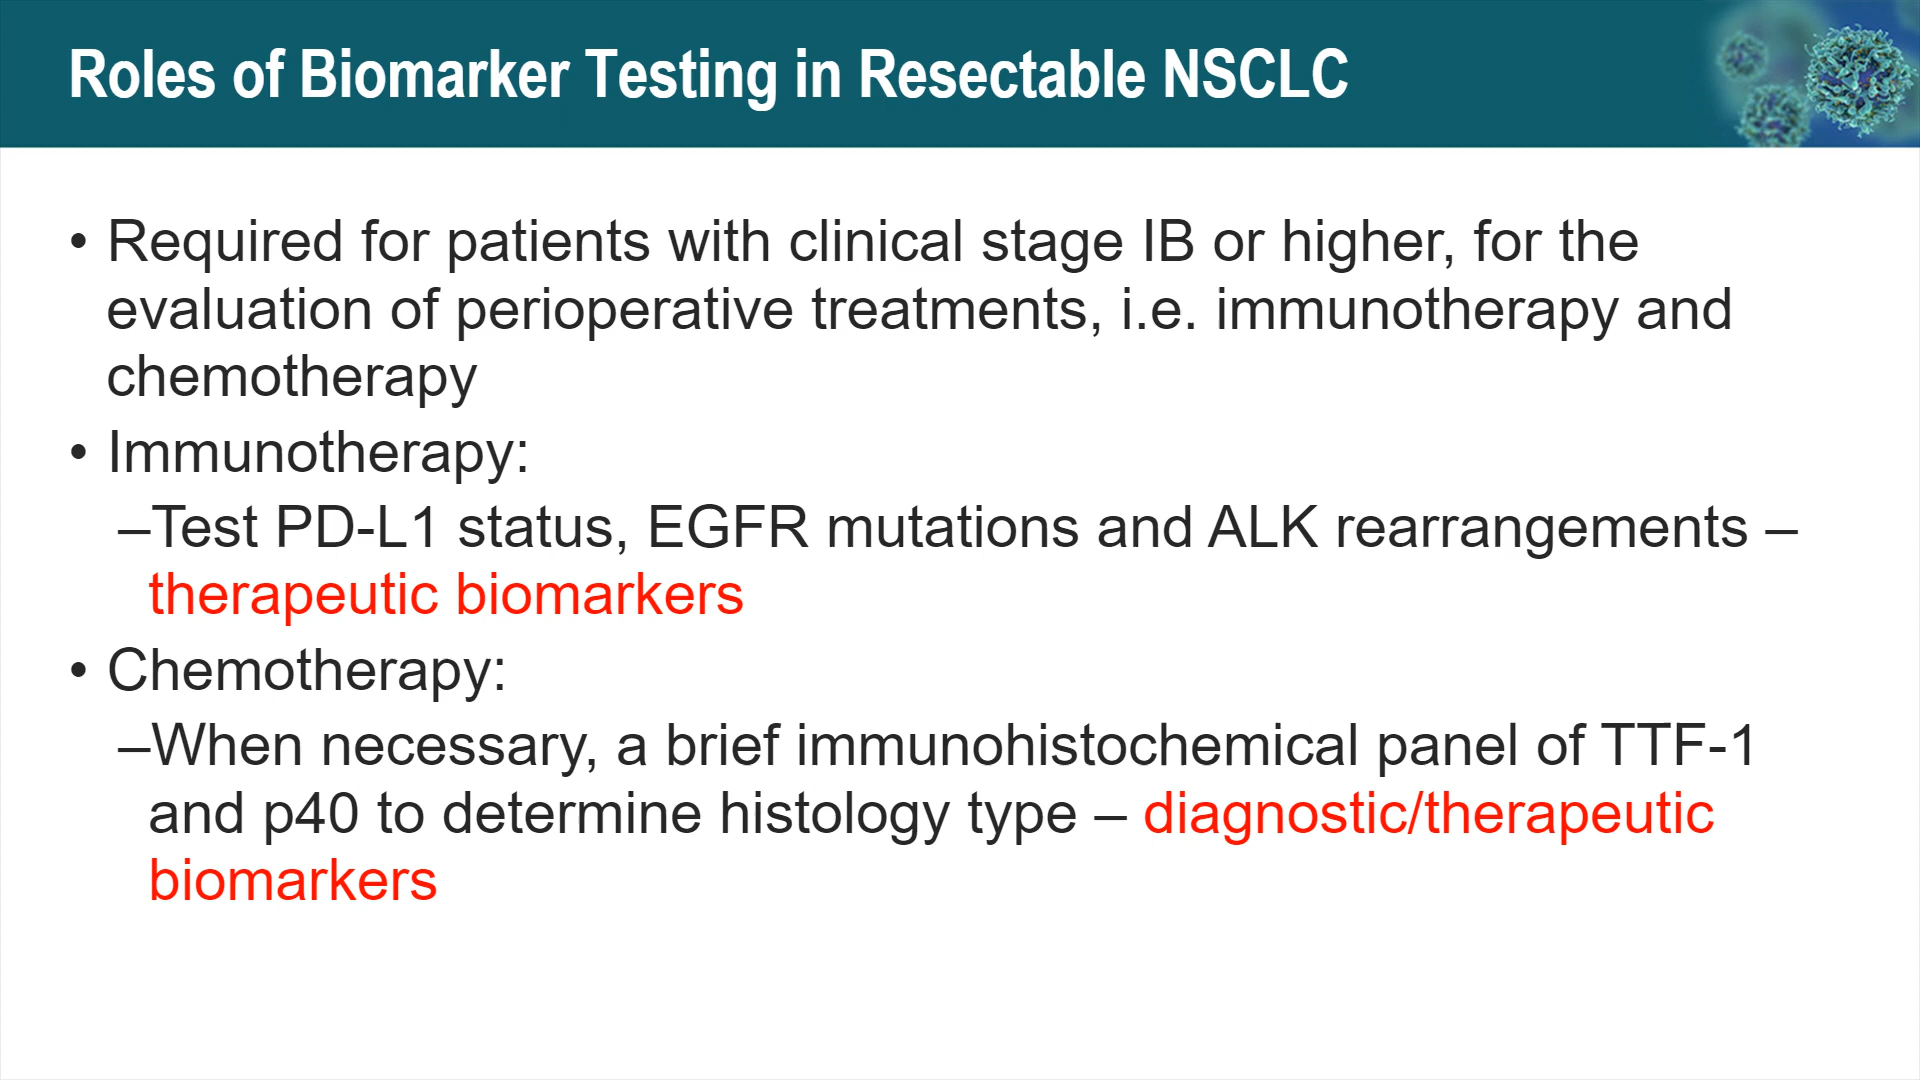 Roles of Biomarker Testing in Resectable NSCLC
• Required for patients with clinical stage IB or higher, for the
evaluation of perioperative treatments, i.e. immunotherapy and
chemotherapy
• Immunotherapy:
–Test PD-L1 status, EGFR mutations and ALK rearrangements –
therapeutic biomarkers
• Chemotherapy:
–When necessary, a brief immunohistochemical panel of TTF-1
and p40 to determine histology type – diagnostic/therapeutic
biomarkers